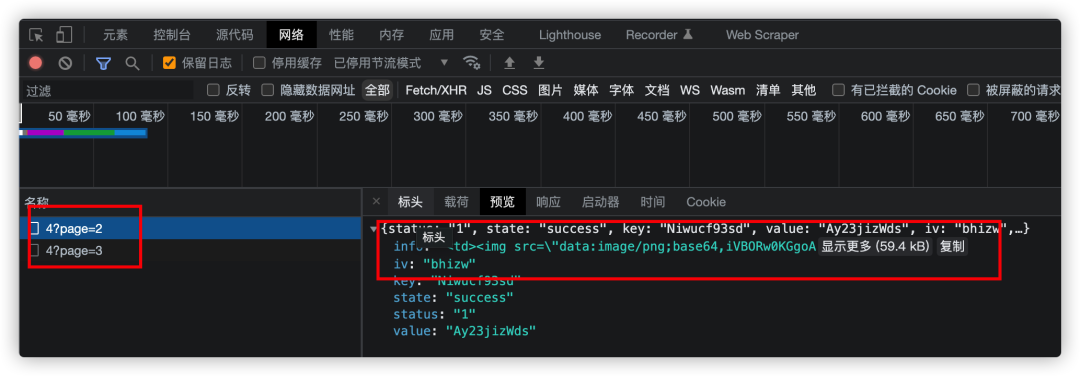 元素 控制台 源代码 网络 性能 内存 应用 安全 Lighthouse Recorder Web Scraper
保留日志 停用缓存 已停用节流模式
过滤 反转 隐藏数据网址 全部 Fetch/XHR JS CSS 图片 媒体 字体 文档 WS Wasm 清单 其他 有已拦截的 Cookie 被屏蔽的请求
50 毫秒 100 毫秒 150 毫秒 200 毫秒 250 毫秒 300 毫秒 350 毫秒 400 毫秒 450 毫秒 500 毫秒 550 毫秒 600 毫秒 650 毫秒 700 毫秒
名称 × 标头 载荷 预览 响应 启动器 时间 Cookie
4?page=2
4?page=3
▼{status: "1", state: "success", key: "Niwucf93sd", value: "Ay23jizWds", iv: "bhizw",…}
标头
info: "<td><img src=\"data:image/png;base64,iVBORw0KGgoA 显示更多 (59.4 kB) 复制
iv: "bhizw"
key: "Niwucf93sd"
state: "success"
status: "1"
value: "Ay23jizWds"